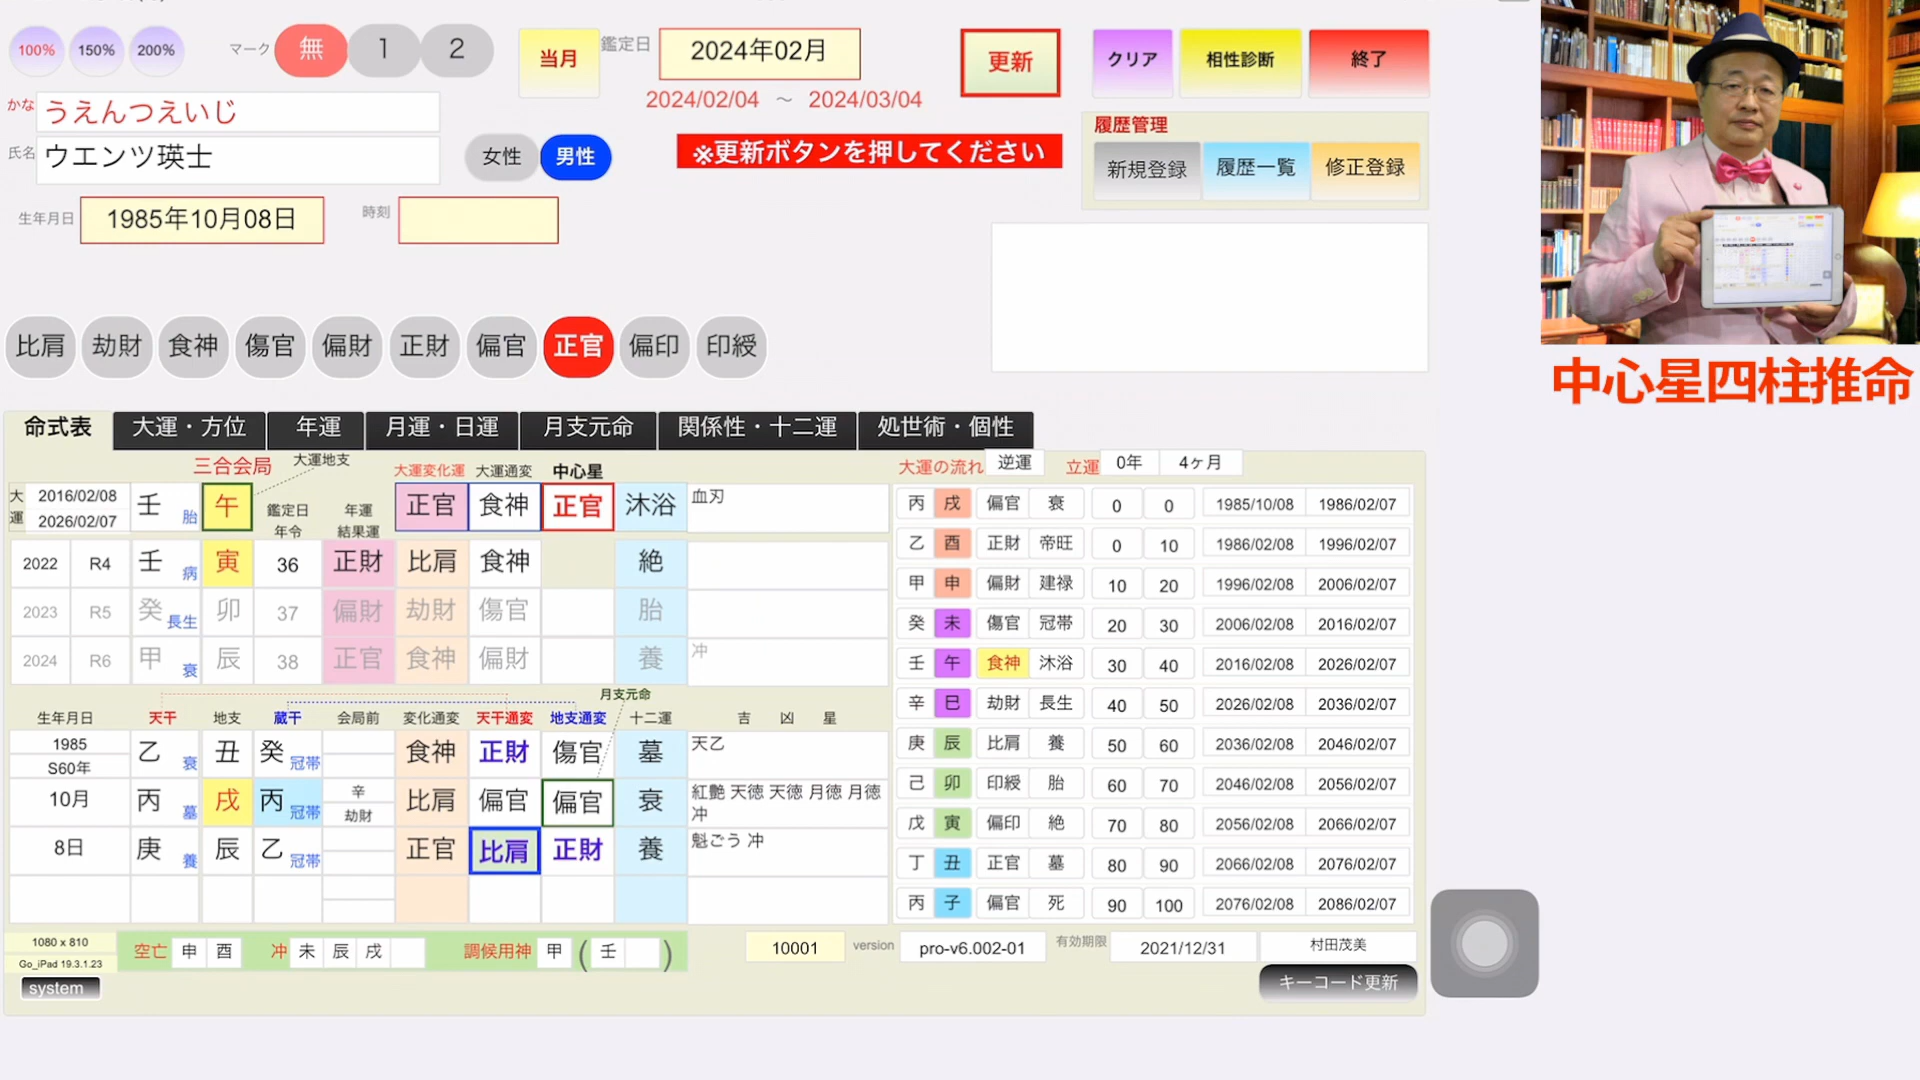 100% 150% 200% マーク 無 1 2 当月 鑑定日 2024年02月 更新 クリア 相性診断 終了
2024/02/04 ～ 2024/03/04
かな うえんつえいじ
氏名 ウエンツ瑛士 女性 男性 ※更新ボタンを押してください
履歴管理
新規登録 履歴一覧 修正登録
生年月日 1985年10月08日 時刻
比肩 劫財 食神 傷官 偏財 正財 偏官 正官 偏印 印綬
中心星四柱推命
命式表 大運・方位 年運 月運・日運 月支元命 関係性・十二運 処世術・個性
三合会局 大運地支 大運変化運 大運通変 中心星
大運 2016/02/08 2026/02/07 壬 胎 午 鑑定日年令 年運結果運 正官 食神 正官 沐浴 血刃
2022 R4 壬 病 寅 36 正財 比肩 食神 絶
2023 R5 癸 長生 卯 37 偏財 劫財 傷官 胎
2024 R6 甲 衰 辰 38 正官 食神 偏財 養 冲
月支元命
生年月日 天干 地支 蔵干 会局前 変化通変 天干通変 地支通変 十二運 吉 凶 星
1985 S60年 乙 衰 丑 癸 冠帯 食神 正財 傷官 墓 天乙
10月 丙 墓 戌 丙 冠帯 辛 劫財 比肩 偏官 偏官 衰 紅艶 天徳 天徳 月徳 月徳 冲
8日 庚 養 辰 乙 冠帯 正官 比肩 正財 養 魁ごう 冲
大運の流れ 逆運 立運 0年 4ヶ月
丙 戌 偏官 衰 0 0 1985/10/08 1986/02/07
乙 酉 正財 帝旺 0 10 1986/02/08 1996/02/07
甲 申 偏財 建禄 10 20 1996/02/08 2006/02/07
癸 未 傷官 冠帯 20 30 2006/02/08 2016/02/07
壬 午 食神 沐浴 30 40 2016/02/08 2026/02/07
辛 巳 劫財 長生 40 50 2026/02/08 2036/02/07
庚 辰 比肩 養 50 60 2036/02/08 2046/02/07
己 卯 印綬 胎 60 70 2046/02/08 2056/02/07
戊 寅 偏印 絶 70 80 2056/02/08 2066/02/07
丁 丑 正官 墓 80 90 2066/02/08 2076/02/07
丙 子 偏官 死 90 100 2076/02/08 2086/02/07
1080 x 810
Go_iPad 19.3.1.23
空亡 申 酉 冲 未 辰 戌 調候用神 甲 ( 壬 )
10001 version pro-v6.002-01 有効期限 2021/12/31 村田茂美
system キーコード更新